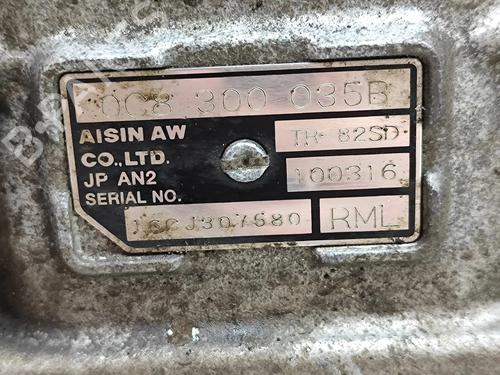 0C8 300 035B
AISIN AW TR-82SD
CO.,LTD.
JP AN2 100316
SERIAL NO.
RML